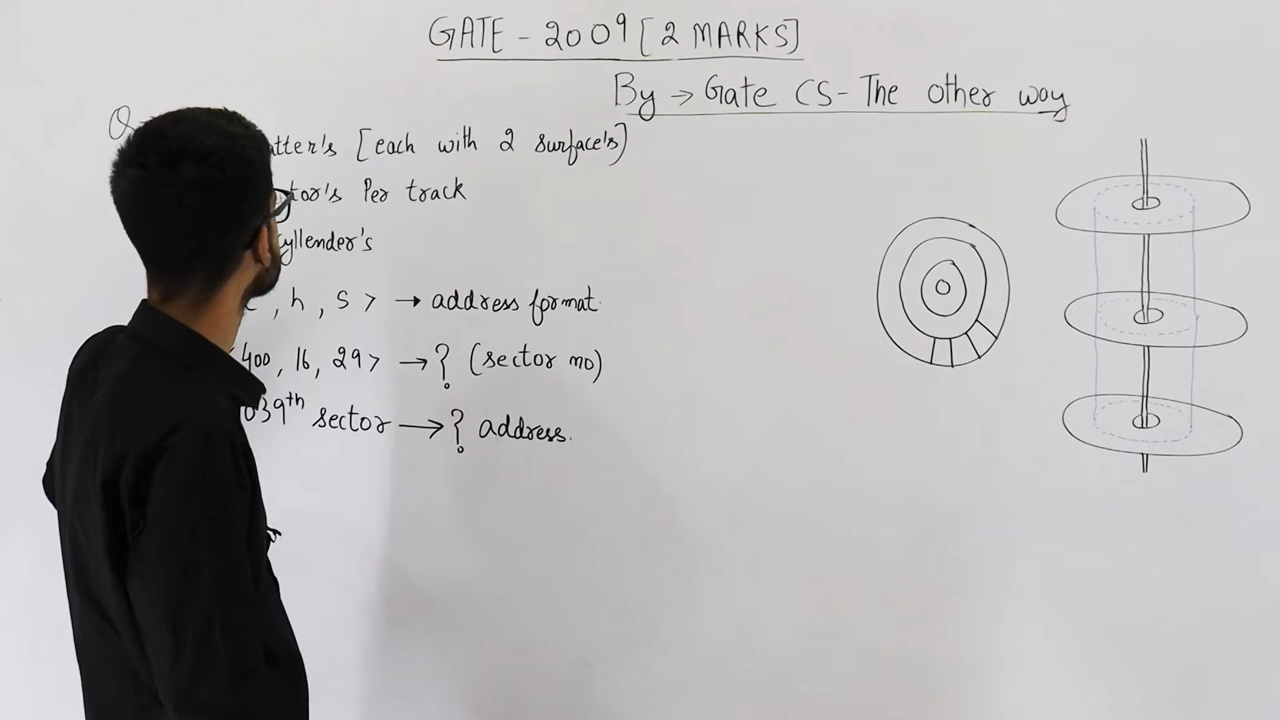 GATE - 2009 [2 MARKS]
By → Gate CS - The other way
Q
atter's [each with 2 surface's]
tor's Per track
yllender's
, h, s > → address format.
400, 16, 29> → ? (sector no)
039th sector → ? address.